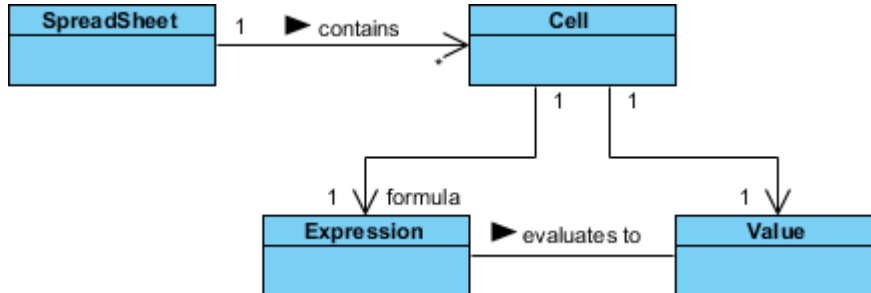 SpreadSheet
1
contains
*
Cell
1
1
1
formula
1
Expression
evaluates to
Value